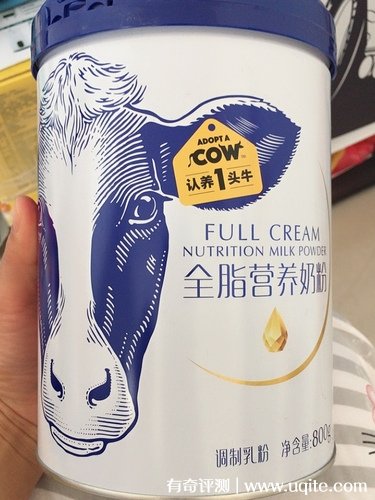 ADOPT A
COW
认养1头牛
FULL CREAM
NUTRITION MILK POWDER
全脂营养奶粉
调制乳粉 净含量:800g
有奇评测 | www.uqite.com